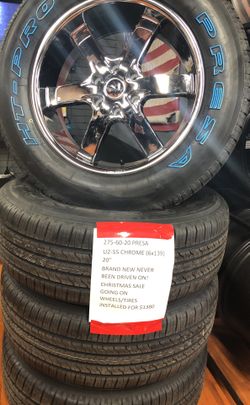 HT-PRO
PRESA
275-60-20 PRESA
U2-55 CHROME (6x139)
20"
BRAND NEW NEVER
BEEN DRIVEN ON!
CHRISTMAS SALE
GOING ON
WHEELS/TIRES
INSTALLED FOR